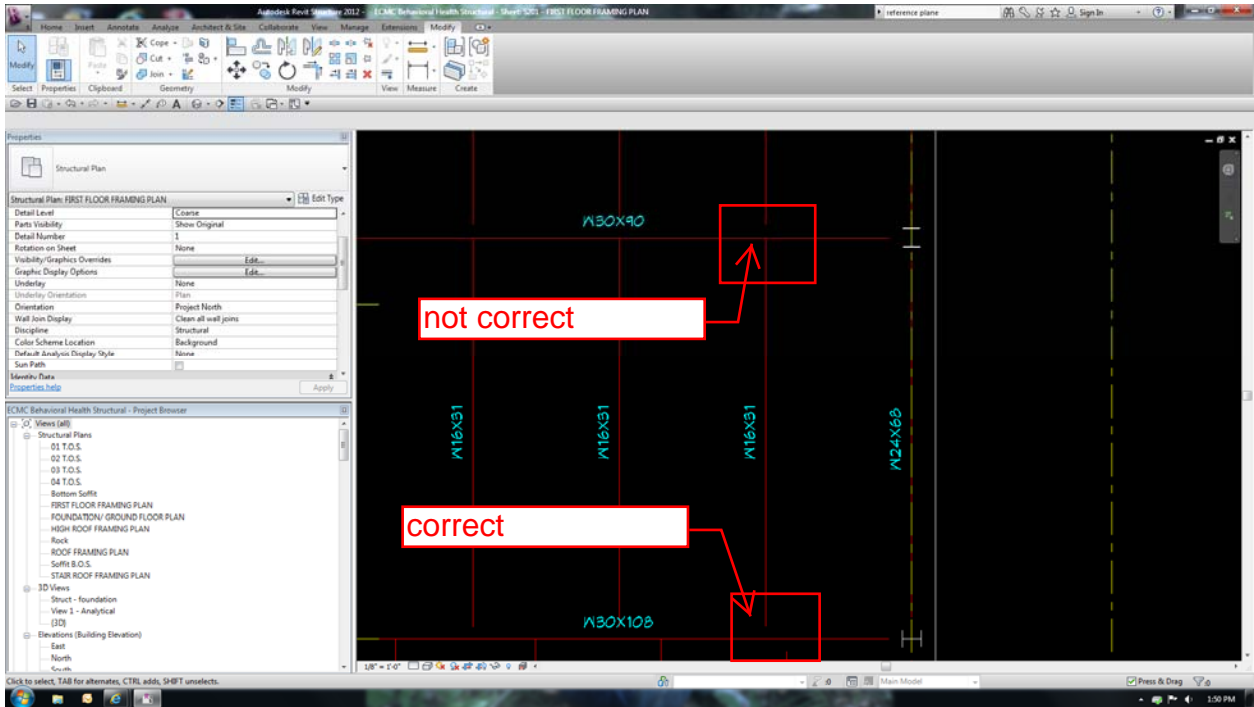 Autodesk Revit Structure 2012 - ECMC Behavioral Health Structural - Sheet: S201 - FIRST FLOOR FRAMING PLAN
reference plane
Sign In
Home Insert Annotate Analyze Architect & Site Collaborate View Manage Extensions Modify
Modify
Paste
Cope
Cut
Join
Select Properties Clipboard Geometry Modify View Measure Create
Properties
Structural Plan
Structural Plan: FIRST FLOOR FRAMING PLAN Edit Type
Detail Level Coarse
Parts Visibility Show Original
Detail Number 1
Rotation on Sheet None
Visibility/Graphics Overrides Edit...
Graphic Display Options Edit...
Underlay None
Underlay Orientation Plan
Orientation Project North
Wall Join Display Clean all wall joins
Discipline Structural
Color Scheme Location Background
Default Analysis Display Style None
Sun Path
Identity Data
Properties help Apply
ECMC Behavioral Health Structural - Project Browser
Views (all)
Structural Plans
01 T.O.S.
02 T.O.S.
03 T.O.S.
04 T.O.S.
Bottom Soffit
FIRST FLOOR FRAMING PLAN
FOUNDATION/ GROUND FLOOR PLAN
HIGH ROOF FRAMING PLAN
Rock
ROOF FRAMING PLAN
Soffit B.O.S.
STAIR ROOF FRAMING PLAN
3D Views
Struct - foundation
View 1 - Analytical
{3D}
Elevations (Building Elevation)
East
North
South
W30X90
not correct
W16X31
W16X31
W16X31
W24X68
correct
W30X108
1/8" = 1'-0"
Click to select, TAB for alternates, CTRL adds, SHIFT unselects.
:0
Main Model
Press & Drag
:0
1:50 PM